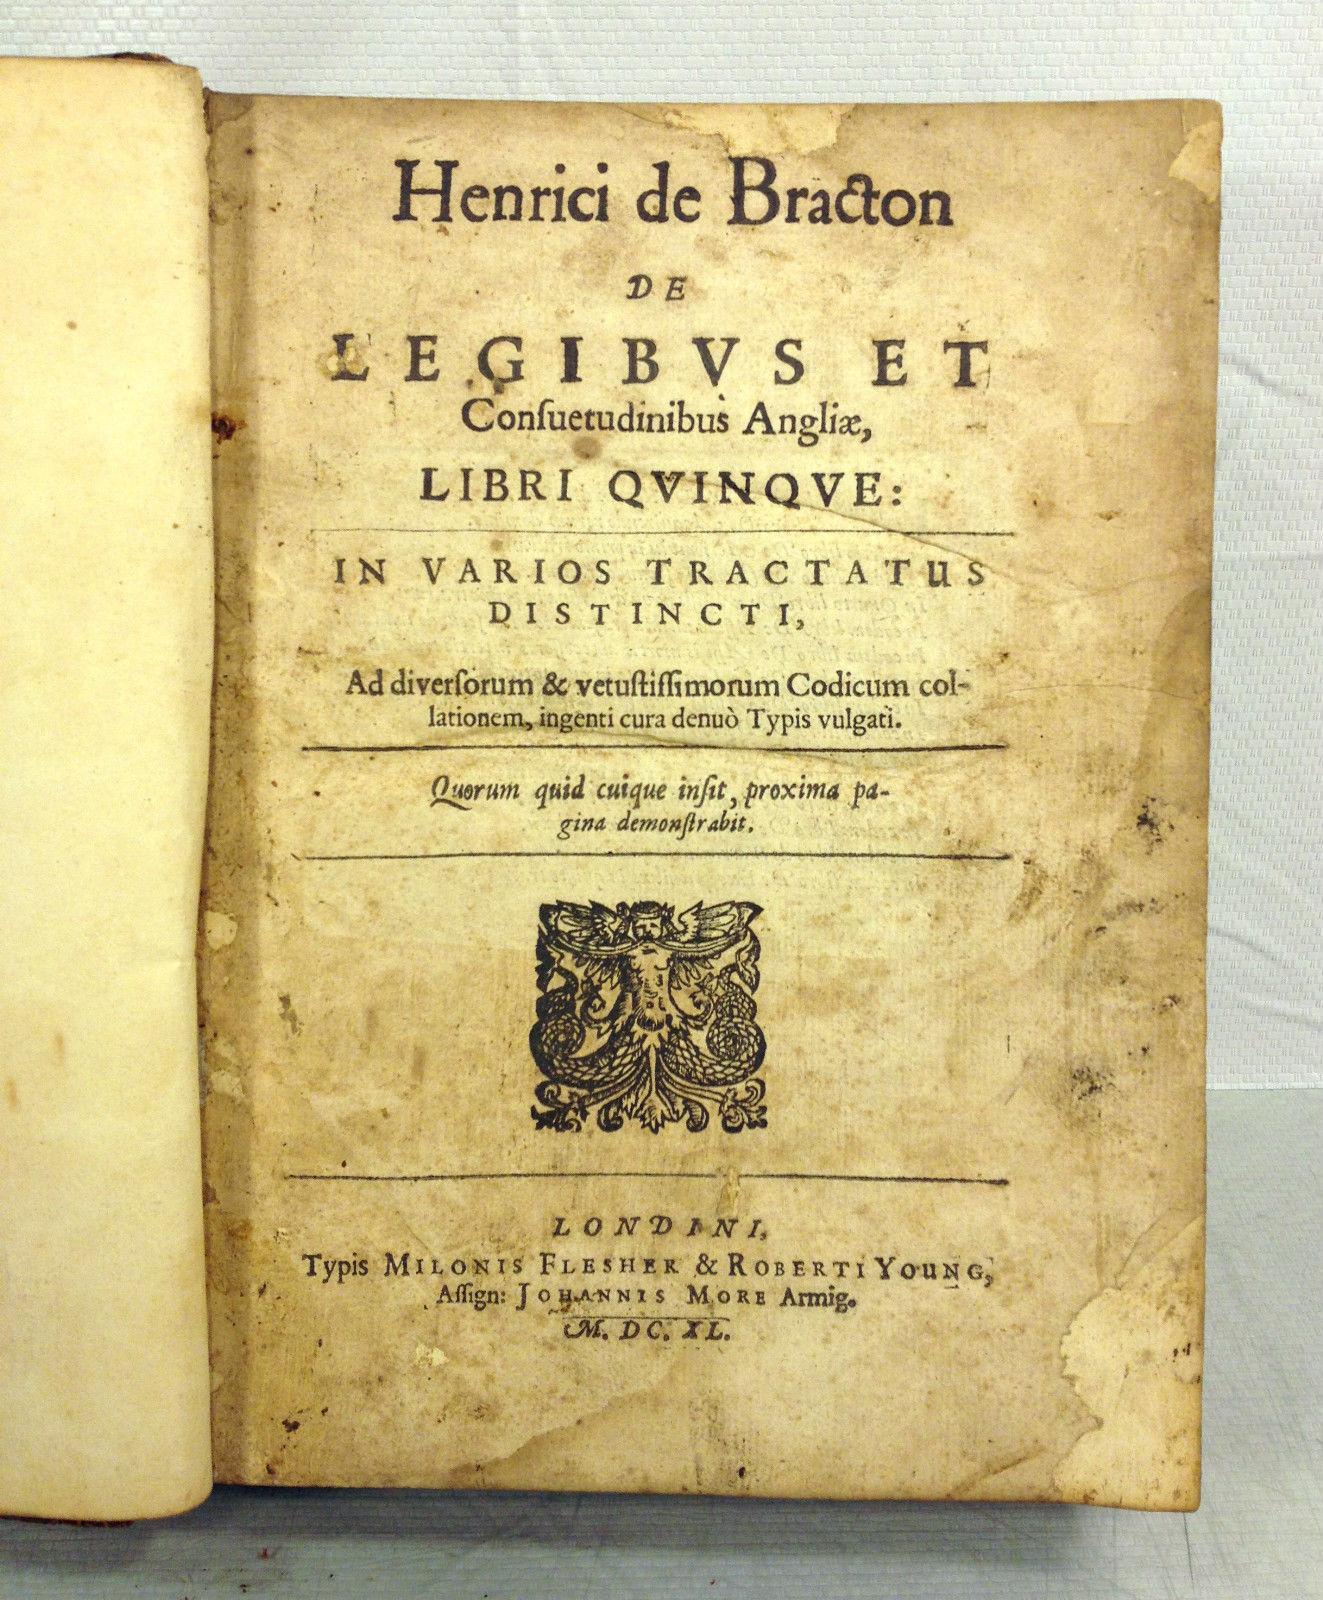 Henrici de Bracton
DE
LEGIBVS ET
Conſuetudinibus Angliæ,
LIBRI QVINQVE:
IN VARIOS TRACTATUS
DISTINCTI,
Ad diverſorum & vetuſtiſſimorum Codicum col-
lationem, ingenti cura denuò Typis vulgati.
Quorum quid cuique inſit, proxima pa-
gina demonſtrabit.
LONDINI,
Typis MILONIS FLESHER & ROBERTI YOUNG,
Aſſign: JOHANNIS MORE Armig.
M. DC. XL.